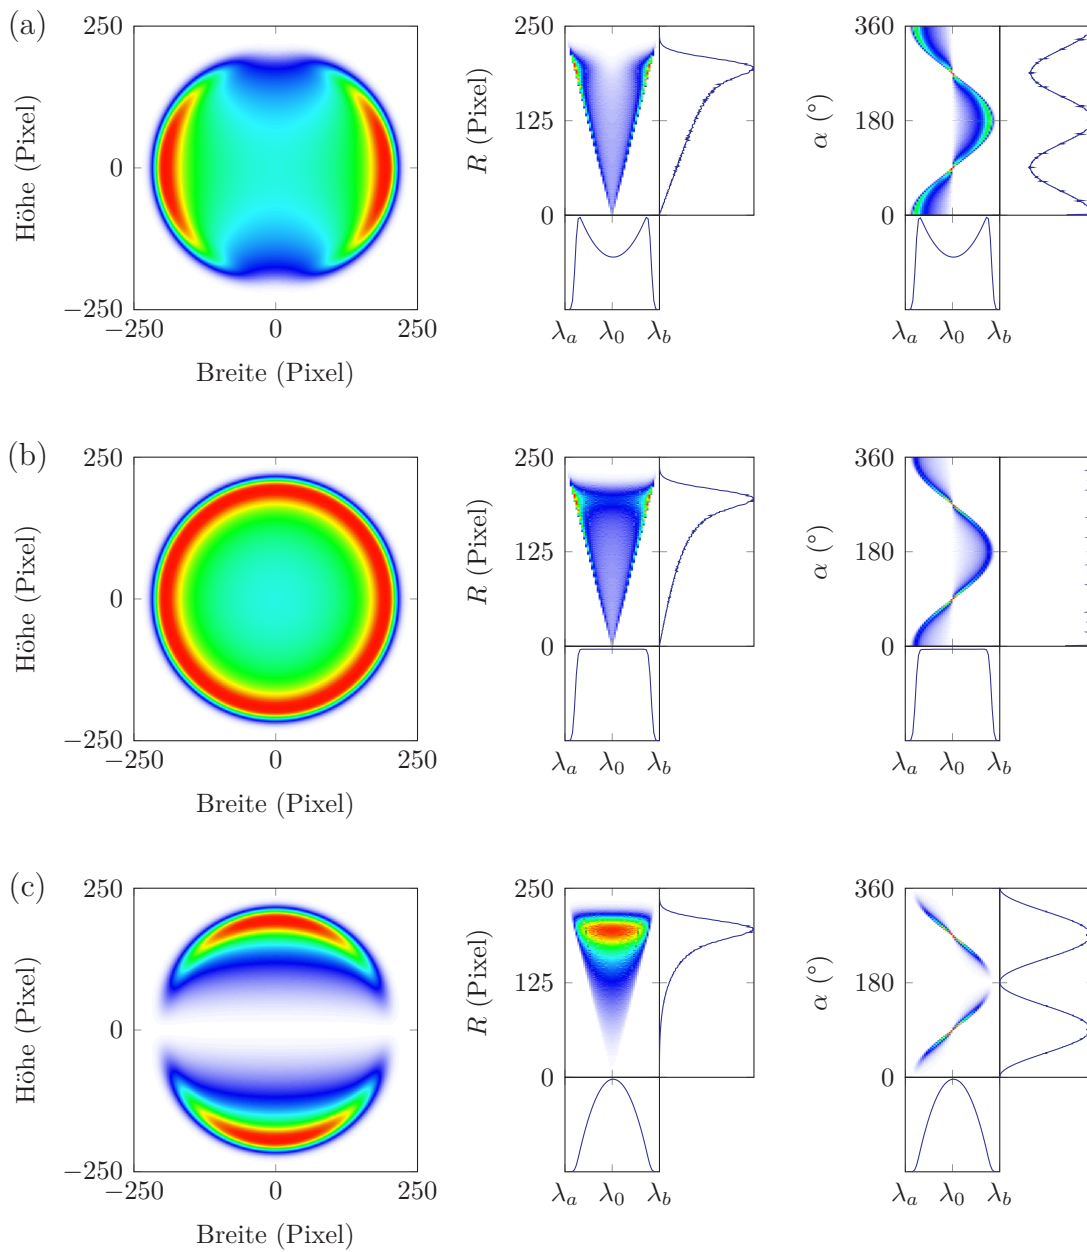 (a)
250
0
−250
Höhe (Pixel)
−250 0 250
Breite (Pixel)
250
125
0
R (Pixel)
λa λ0 λb
360
180
0
α (°)
λa λ0 λb
(b)
250
0
−250
Höhe (Pixel)
−250 0 250
Breite (Pixel)
250
125
0
R (Pixel)
λa λ0 λb
360
180
0
α (°)
λa λ0 λb
(c)
250
0
−250
Höhe (Pixel)
−250 0 250
Breite (Pixel)
250
125
0
R (Pixel)
λa λ0 λb
360
180
0
α (°)
λa λ0 λb